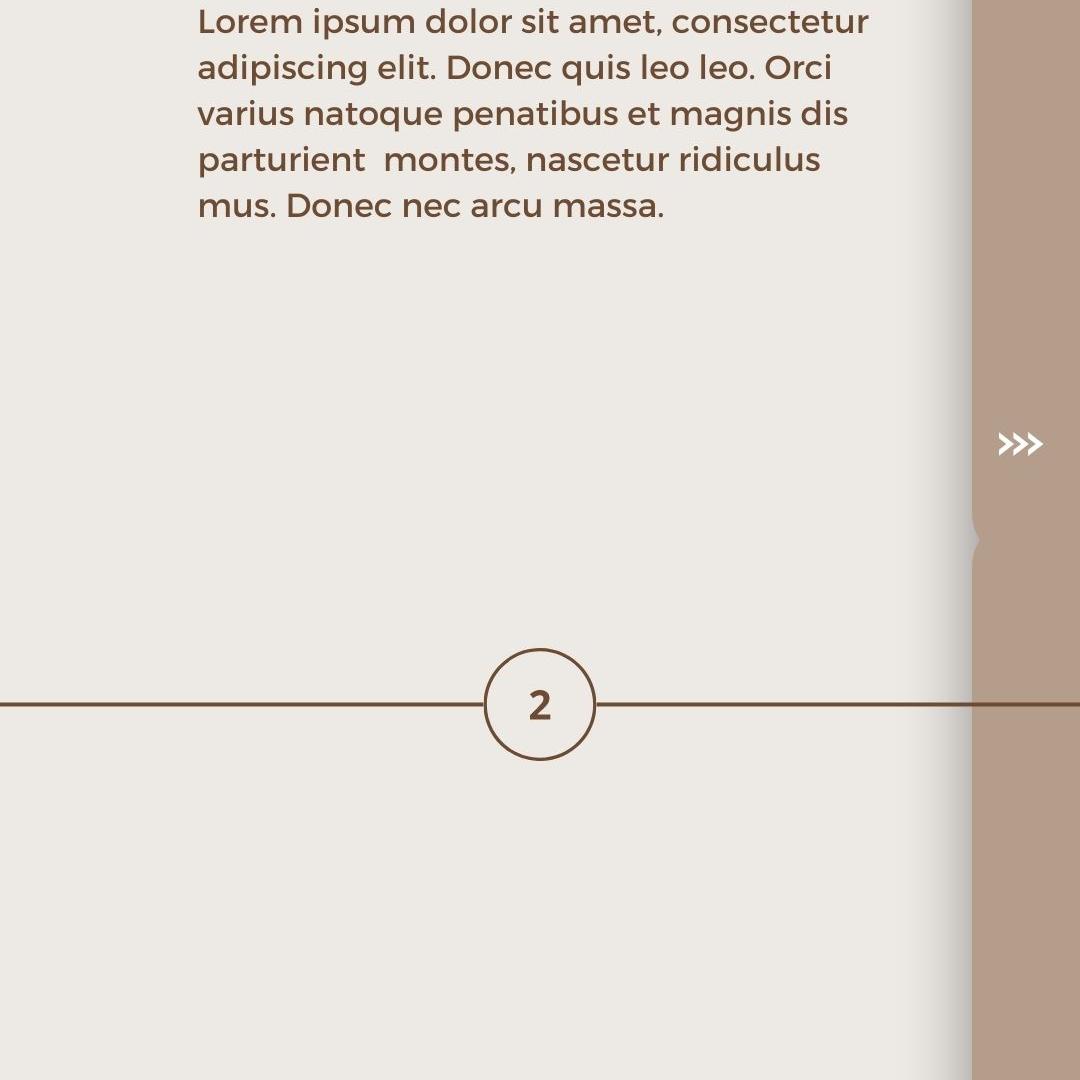 Lorem ipsum dolor sit amet, consectetur
adipiscing elit. Donec quis leo leo. Orci
varius natoque penatibus et magnis dis
parturient  montes, nascetur ridiculus
mus. Donec nec arcu massa.
2